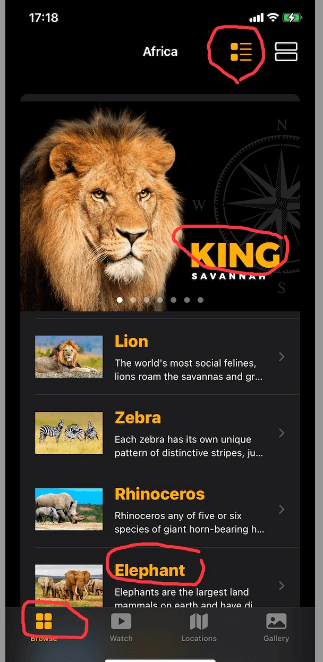 17:18
Africa
KING
SAVANNAH
N
W
S
Lion
The world's most social felines,
lions roam the savannas and gr...
Zebra
Each zebra has its own unique
pattern of distinctive stripes, ju...
Rhinoceros
Rhinoceros any of five or six
species of giant horn-bearing h...
Elephant
Elephants are the largest land
mammals on earth and have di...
Browse
Watch
Locations
Gallery